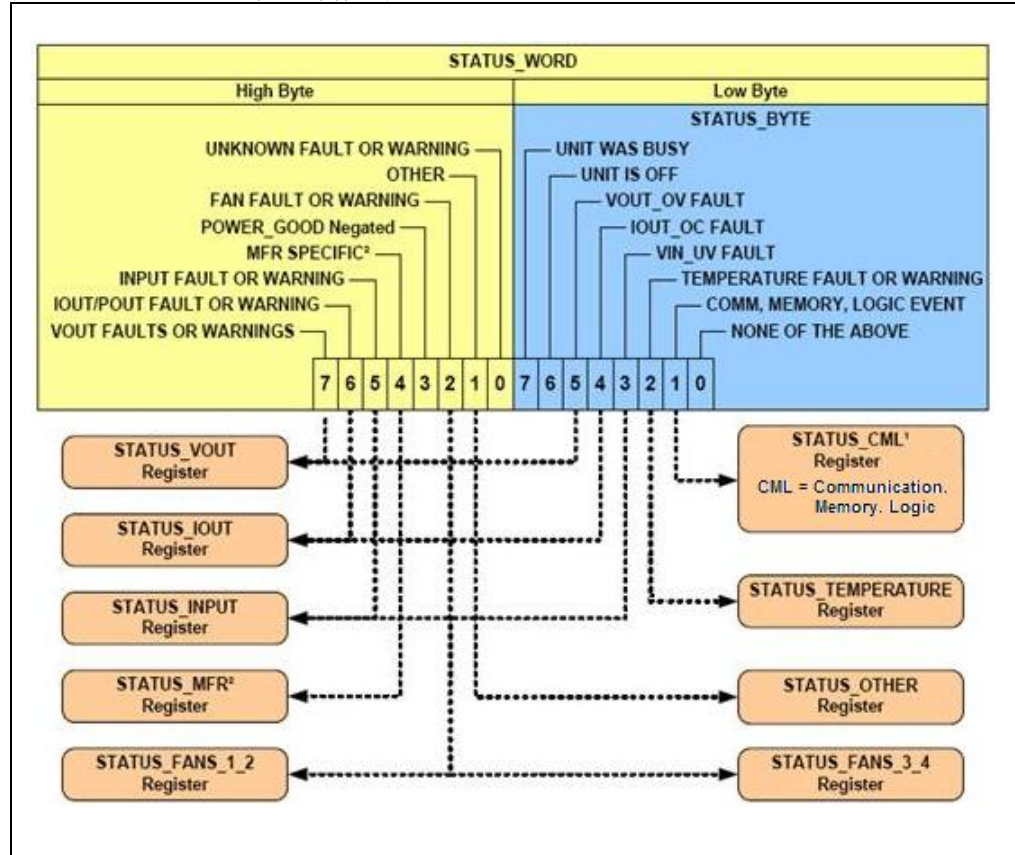 STATUS_WORD
High Byte
Low Byte
STATUS_BYTE
UNKNOWN FAULT OR WARNING
OTHER
FAN FAULT OR WARNING
POWER_GOOD Negated
MFR SPECIFIC²
INPUT FAULT OR WARNING
IOUT/POUT FAULT OR WARNING
VOUT FAULTS OR WARNINGS
UNIT WAS BUSY
UNIT IS OFF
VOUT_OV FAULT
IOUT_OC FAULT
VIN_UV FAULT
TEMPERATURE FAULT OR WARNING
COMM, MEMORY, LOGIC EVENT
NONE OF THE ABOVE
7 6 5 4 3 2 1 0 7 6 5 4 3 2 1 0
STATUS_VOUT
Register
STATUS_IOUT
Register
STATUS_INPUT
Register
STATUS_MFR²
Register
STATUS_FANS_1_2
Register
STATUS_CML¹
Register
CML = Communication.
Memory. Logic
STATUS_TEMPERATURE
Register
STATUS_OTHER
Register
STATUS_FANS_3_4
Register